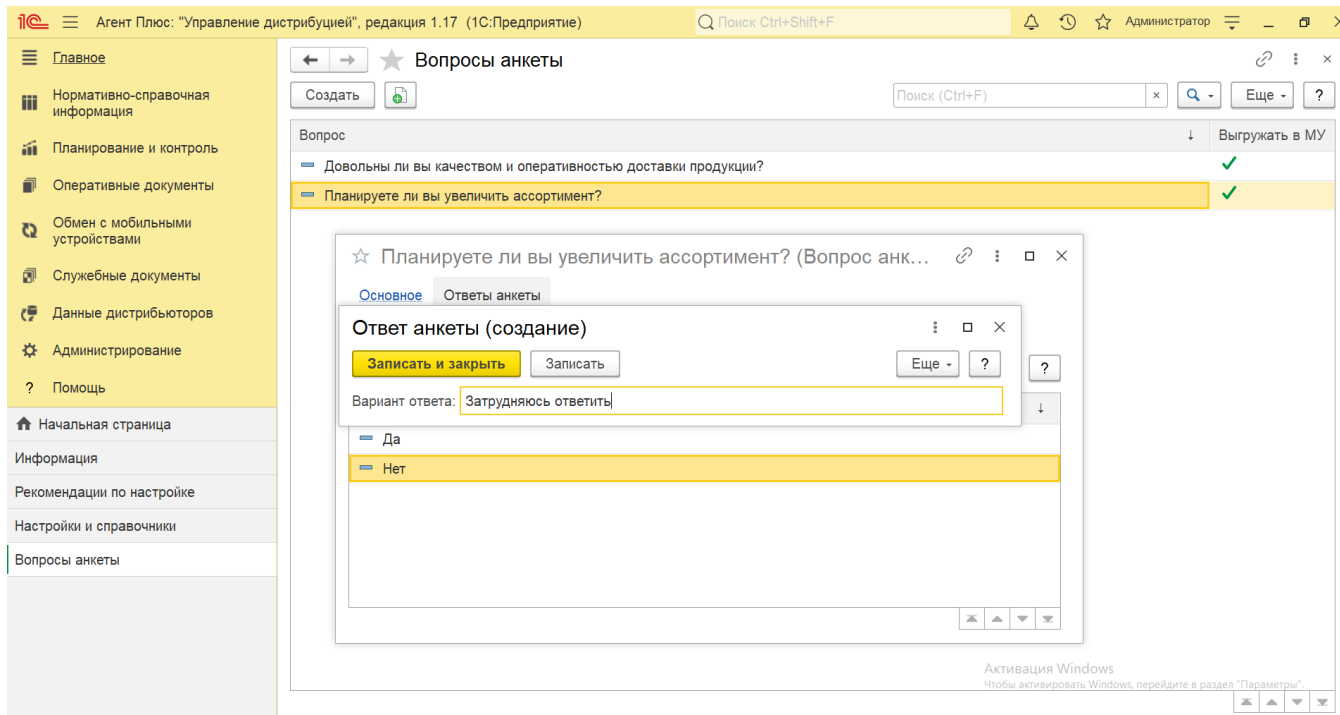 1С Агент Плюс: "Управление дистрибуцией", редакция 1.17 (1С:Предприятие) Поиск Ctrl+Shift+F Администратор
Главное
Нормативно-справочная
информация
Планирование и контроль
Оперативные документы
Обмен с мобильными
устройствами
Служебные документы
Данные дистрибьюторов
Администрирование
? Помощь
Начальная страница
Информация
Рекомендации по настройке
Настройки и справочники
Вопросы анкеты
Вопросы анкеты
Создать Поиск (Ctrl+F) × Еще ?
Вопрос ↓ Выгружать в МУ
Довольны ли вы качеством и оперативностью доставки продукции?
Планируете ли вы увеличить ассортимент?
Планируете ли вы увеличить ассортимент? (Вопрос анк...
Основное Ответы анкеты
Ответ анкеты (создание)
Записать и закрыть Записать Еще ?
?
Вариант ответа: Затрудняюсь ответить
↓
Да
Нет
Активация Windows
Чтобы активировать Windows, перейдите в раздел "Параметры".